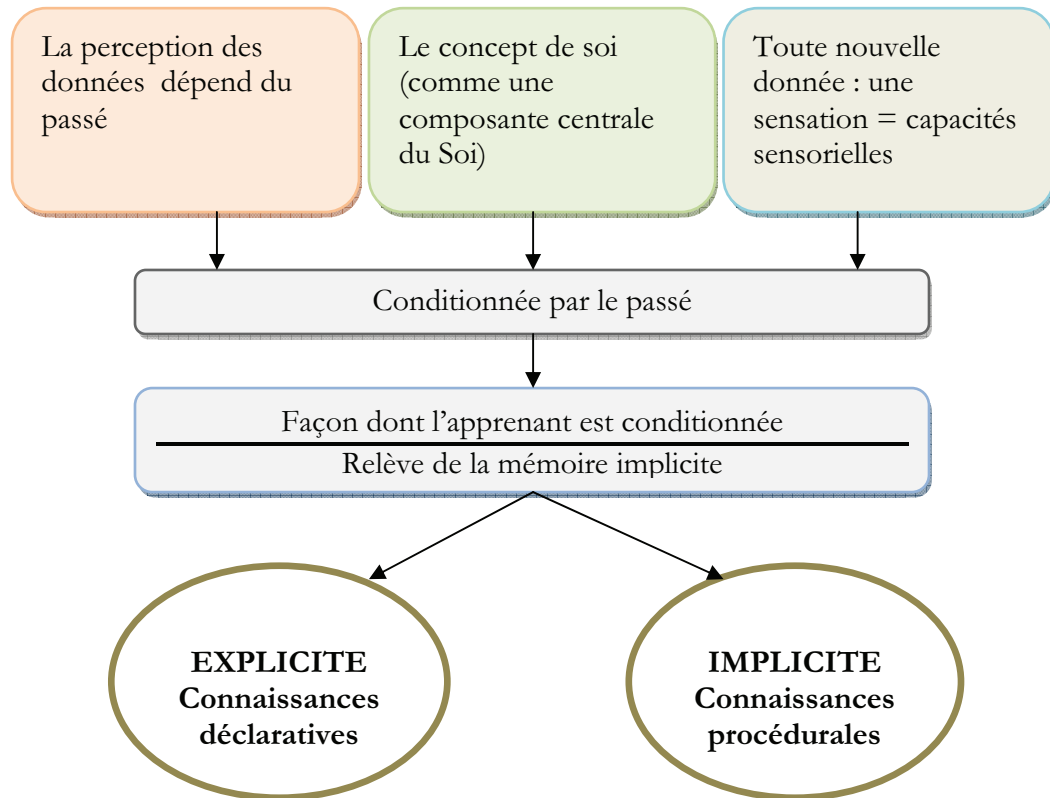 La perception des
données dépend du
passé
Le concept de soi
(comme une
composante centrale
du Soi)
Toute nouvelle
donnée : une
sensation = capacités
sensorielles
Conditionnée par le passé
Façon dont l'apprenant est conditionnée
Relève de la mémoire implicite
EXPLICITE
Connaissances
déclaratives
IMPLICITE
Connaissances
procédurales